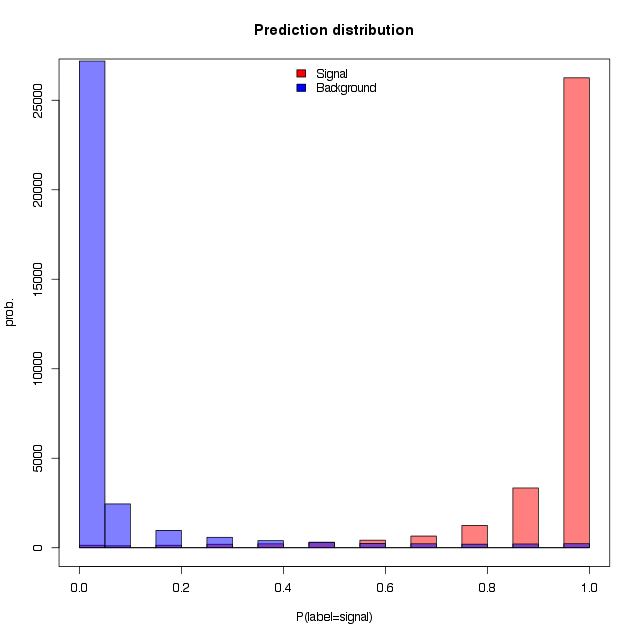 Prediction distribution
Signal
Background
prob.
25000
20000
15000
10000
5000
0
0.0 0.2 0.4 0.6 0.8 1.0
P(label=signal)